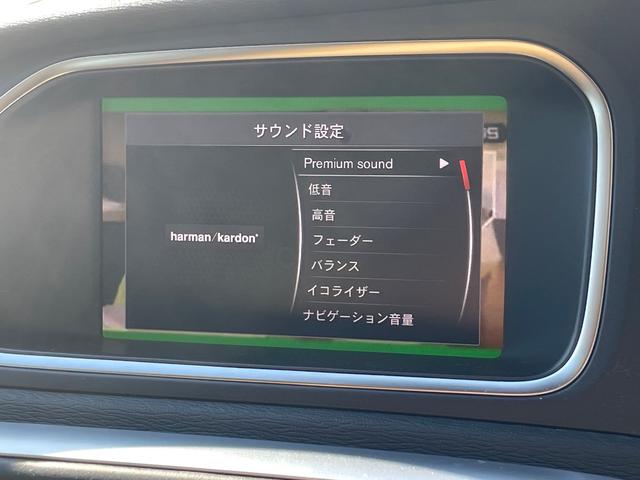 サウンド設定
Premium sound
低音
高音
harman/kardon®
フェーダー
バランス
イコライザー
ナビゲーション音量